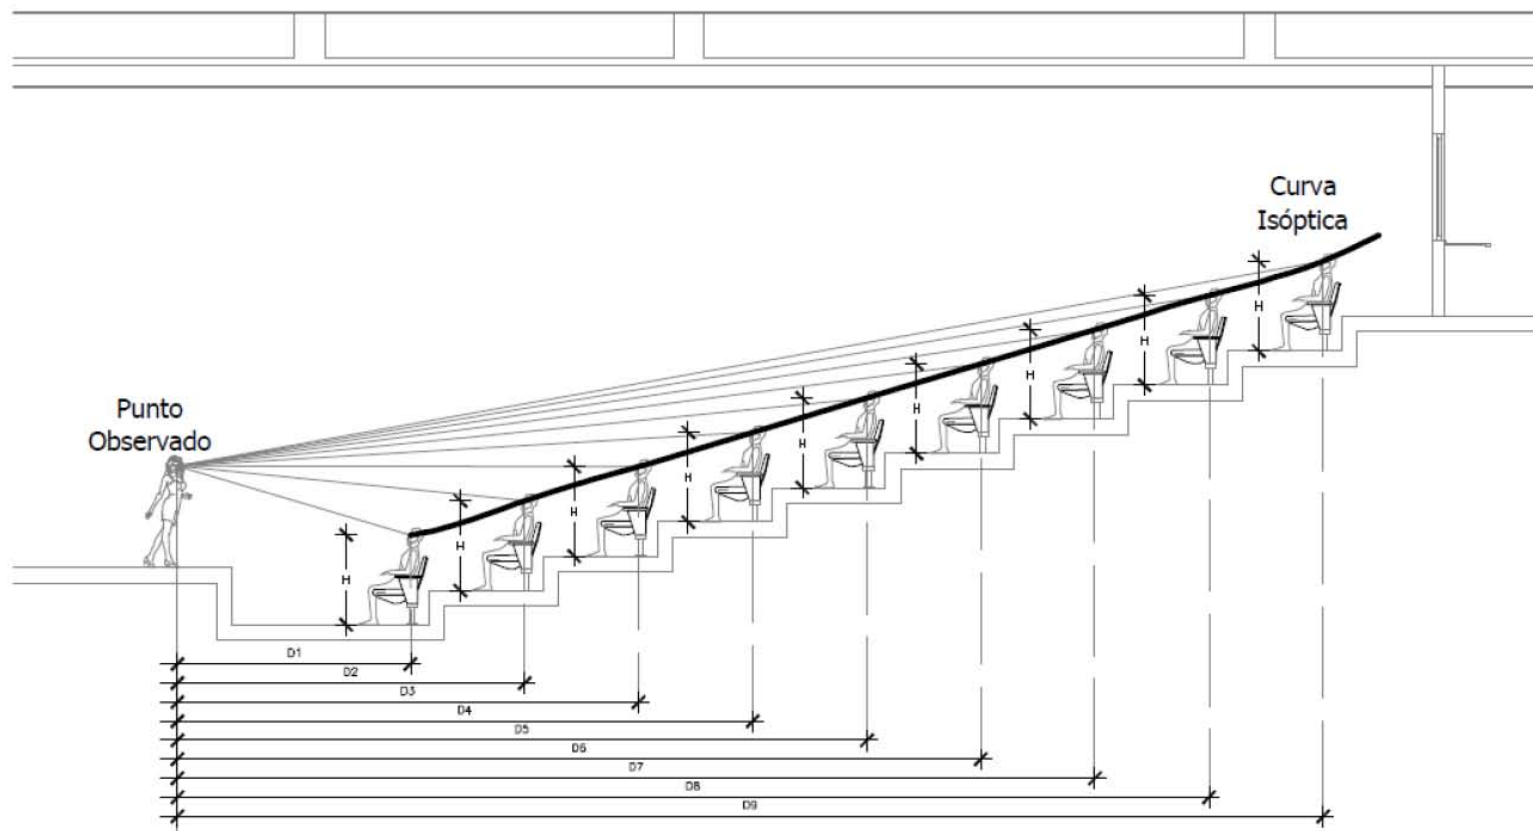 Curva
Isóptica
H
H
H
H
H
H
H
H
H
Punto
Observado
D1
D2
D3
D4
D5
D6
D7
D8
D9